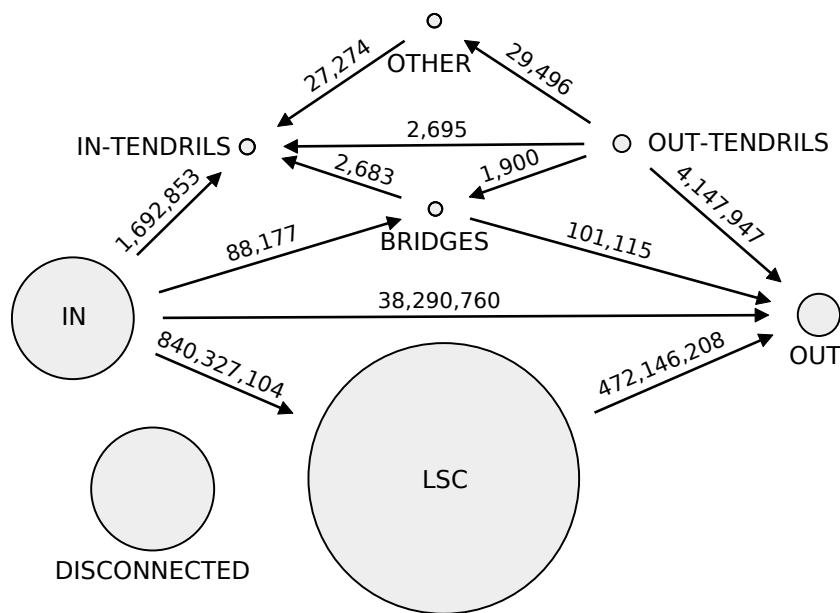 27,274
29,496
OTHER
2,695
IN-TENDRILS
OUT-TENDRILS
2,683
1,900
1,692,853
4,147,947
88,177
BRIDGES
101,115
IN
38,290,760
OUT
840,327,104
472,146,208
LSC
DISCONNECTED